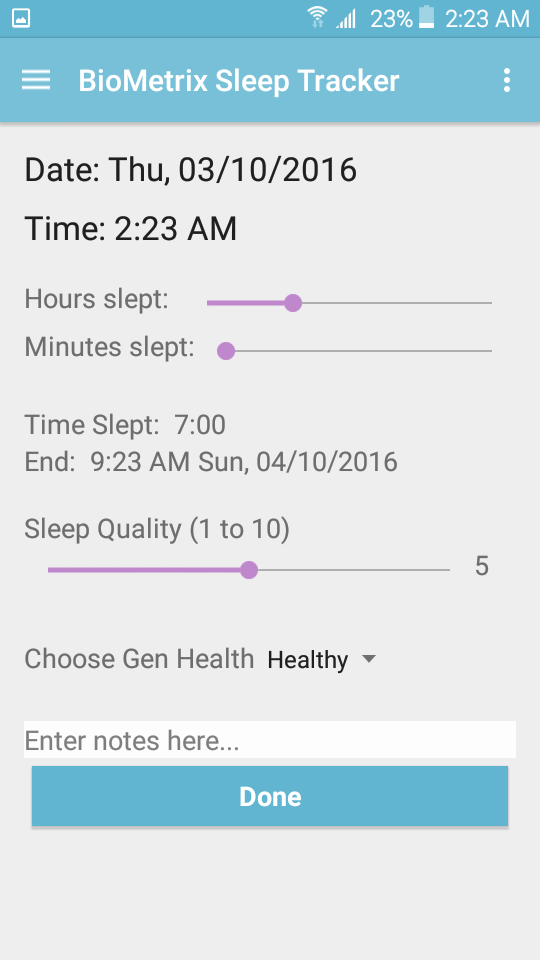 23% 2:23 AM
BioMetrix Sleep Tracker
Date: Thu, 03/10/2016
Time: 2:23 AM
Hours slept:
Minutes slept:
Time Slept: 7:00
End: 9:23 AM Sun, 04/10/2016
Sleep Quality (1 to 10)
5
Choose Gen Health Healthy
Enter notes here...
Done